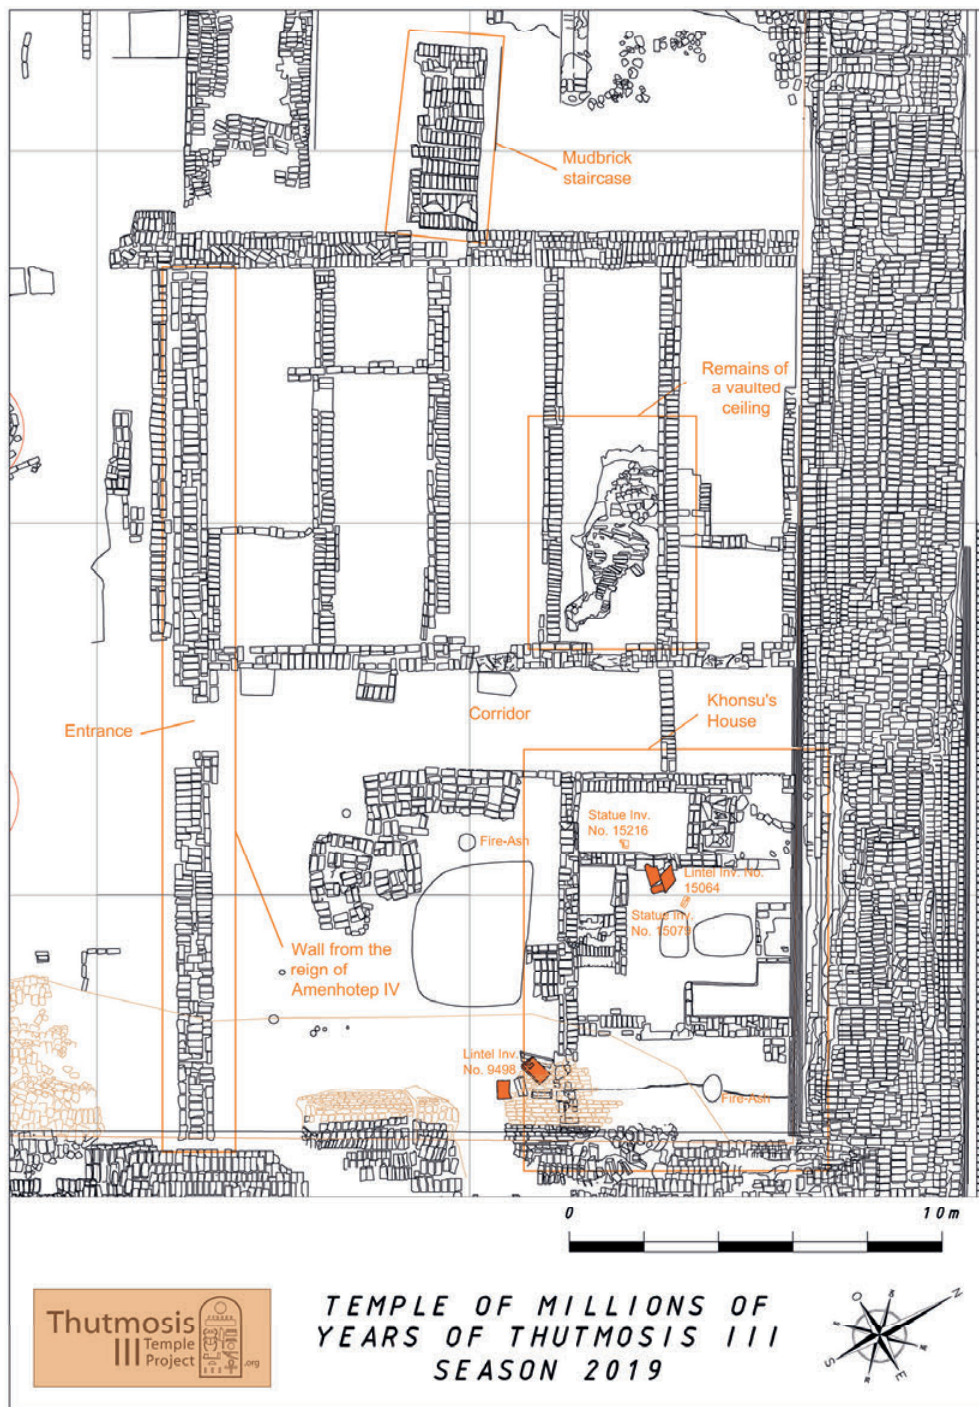 Mudbrick
staircase
Remains of
a vaulted
ceiling
Khonsu's
House
Entrance
Corridor
Statue Inv.
No. 15216
Fire-Ash
Lintel Inv. No.
15064
Statue Inv.
No. 15079
Wall from the
reign of
Amenhotep IV
Lintel Inv.
No. 9498
Fire-Ash
0 10m
Thutmosis
III Temple
Project
.org
TEMPLE OF MILLIONS OF
YEARS OF THUTMOSIS III
SEASON 2019
N
O
S
E